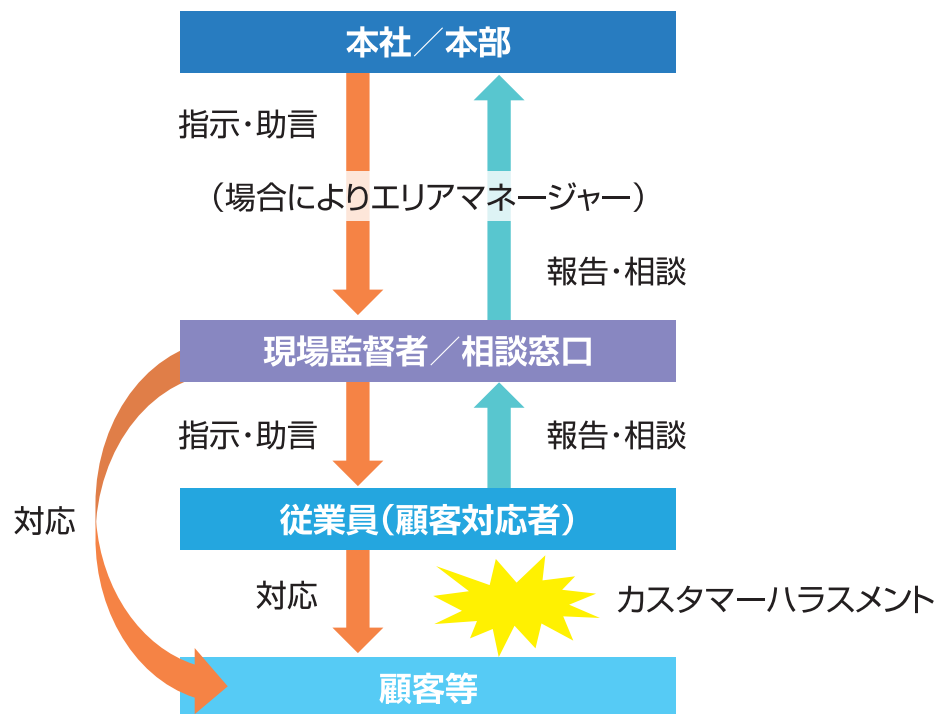 本社／本部
指示・助言
（場合によりエリアマネージャー）
報告・相談
現場監督者／相談窓口
指示・助言
報告・相談
従業員（顧客対応者）
対応
対応
カスタマーハラスメント
顧客等